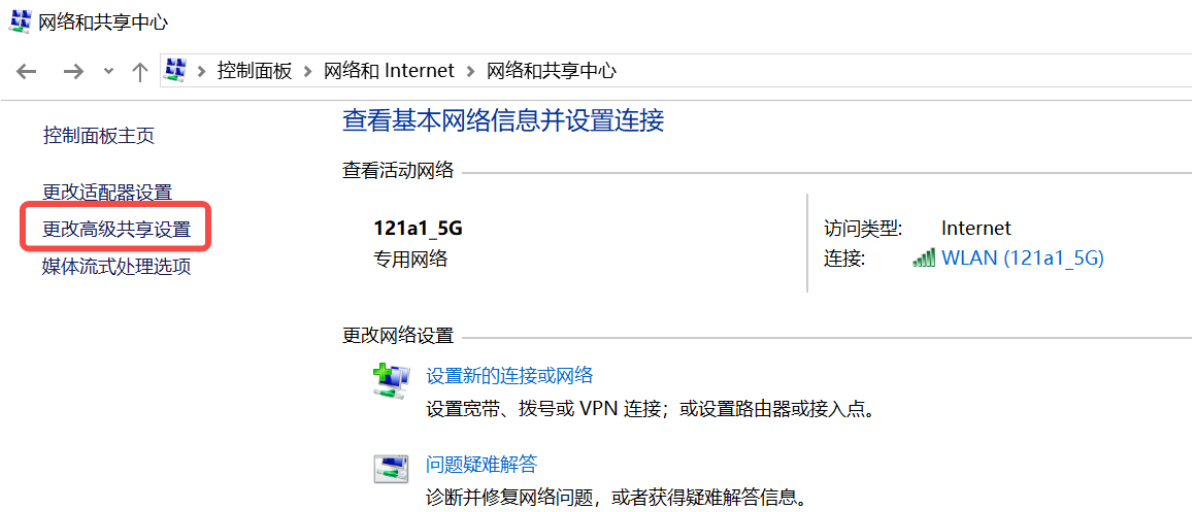 网络和共享中心
控制面板 > 网络和 Internet > 网络和共享中心
控制面板主页
更改适配器设置
更改高级共享设置
媒体流式处理选项
查看基本网络信息并设置连接
查看活动网络
121a1_5G
专用网络
访问类型: Internet
连接: WLAN (121a1_5G)
更改网络设置
设置新的连接或网络
设置宽带、拨号或 VPN 连接；或设置路由器或接入点。
问题疑难解答
诊断并修复网络问题，或者获得疑难解答信息。